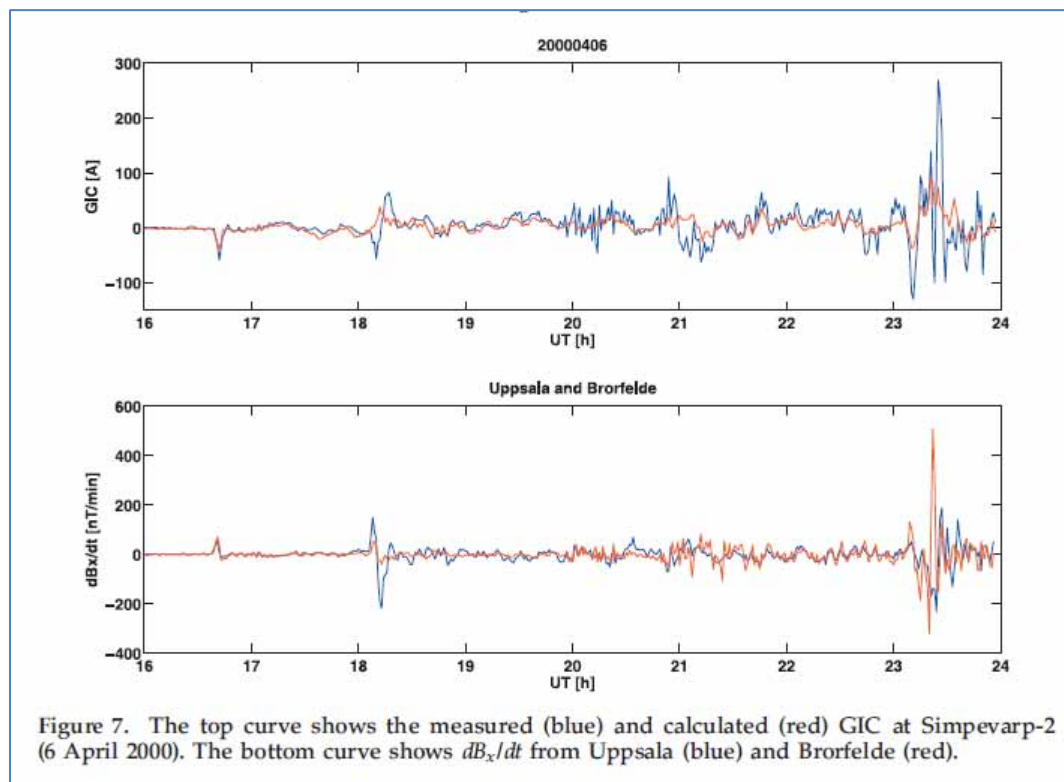 20000406
300
200
100
0
−100
GIC [A]
16 17 18 19 20 21 22 23 24
UT [h]
Uppsala and Brorfelde
600
400
200
0
−200
−400
dBx/dt [nT/min]
16 17 18 19 20 21 22 23 24
UT [h]
Figure 7. The top curve shows the measured (blue) and calculated (red) GIC at Simpevarp-2
(6 April 2000). The bottom curve shows dBx/dt from Uppsala (blue) and Brorfelde (red).